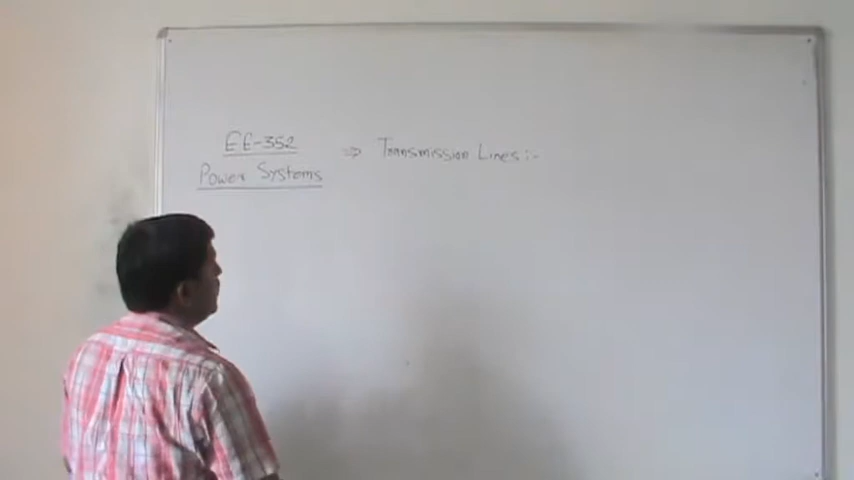 EE-352
Power Systems
⇒ Transmission Lines :-